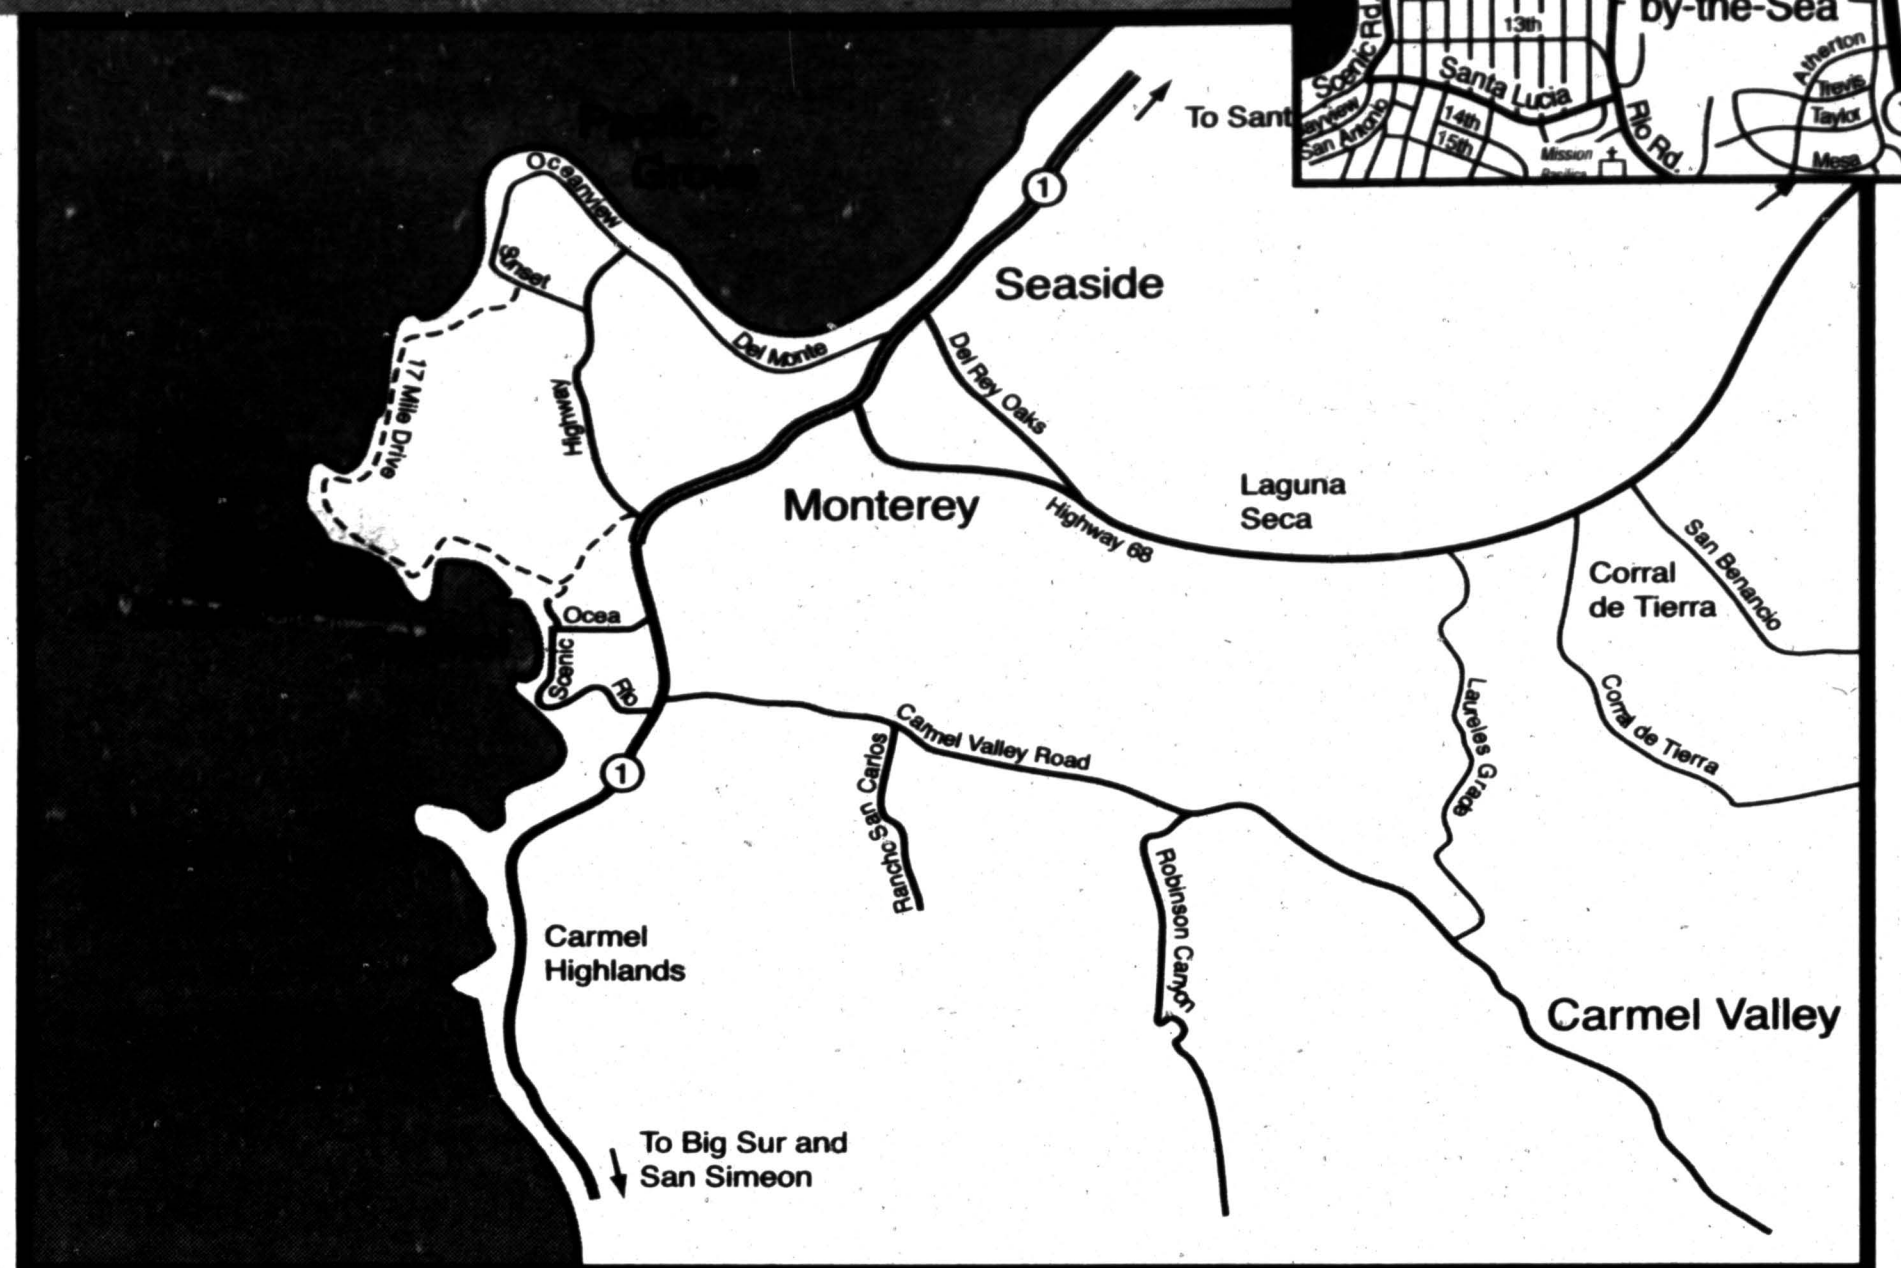 by-the-Sea
13th
Scenic Rd.
Santa Lucia
Atherton
Trevis
Taylor
Mesa
San Antonio
14th
15th
Rio Rd.
Mission
To Sant
1
Oceanview
Sunset
Seaside
Del Monte
Del Rey Oaks
17 Mile Drive
Highway
Monterey
Highway 68
Laguna
Seca
San Benancio
Corral
de Tierra
Ocea
Scenic
Rio
Corral de Tierra
Laureles Grade
Carmel Valley Road
Rancho San Carlos
1
Robinson Canyon
Carmel
Highlands
Carmel Valley
To Big Sur and
San Simeon